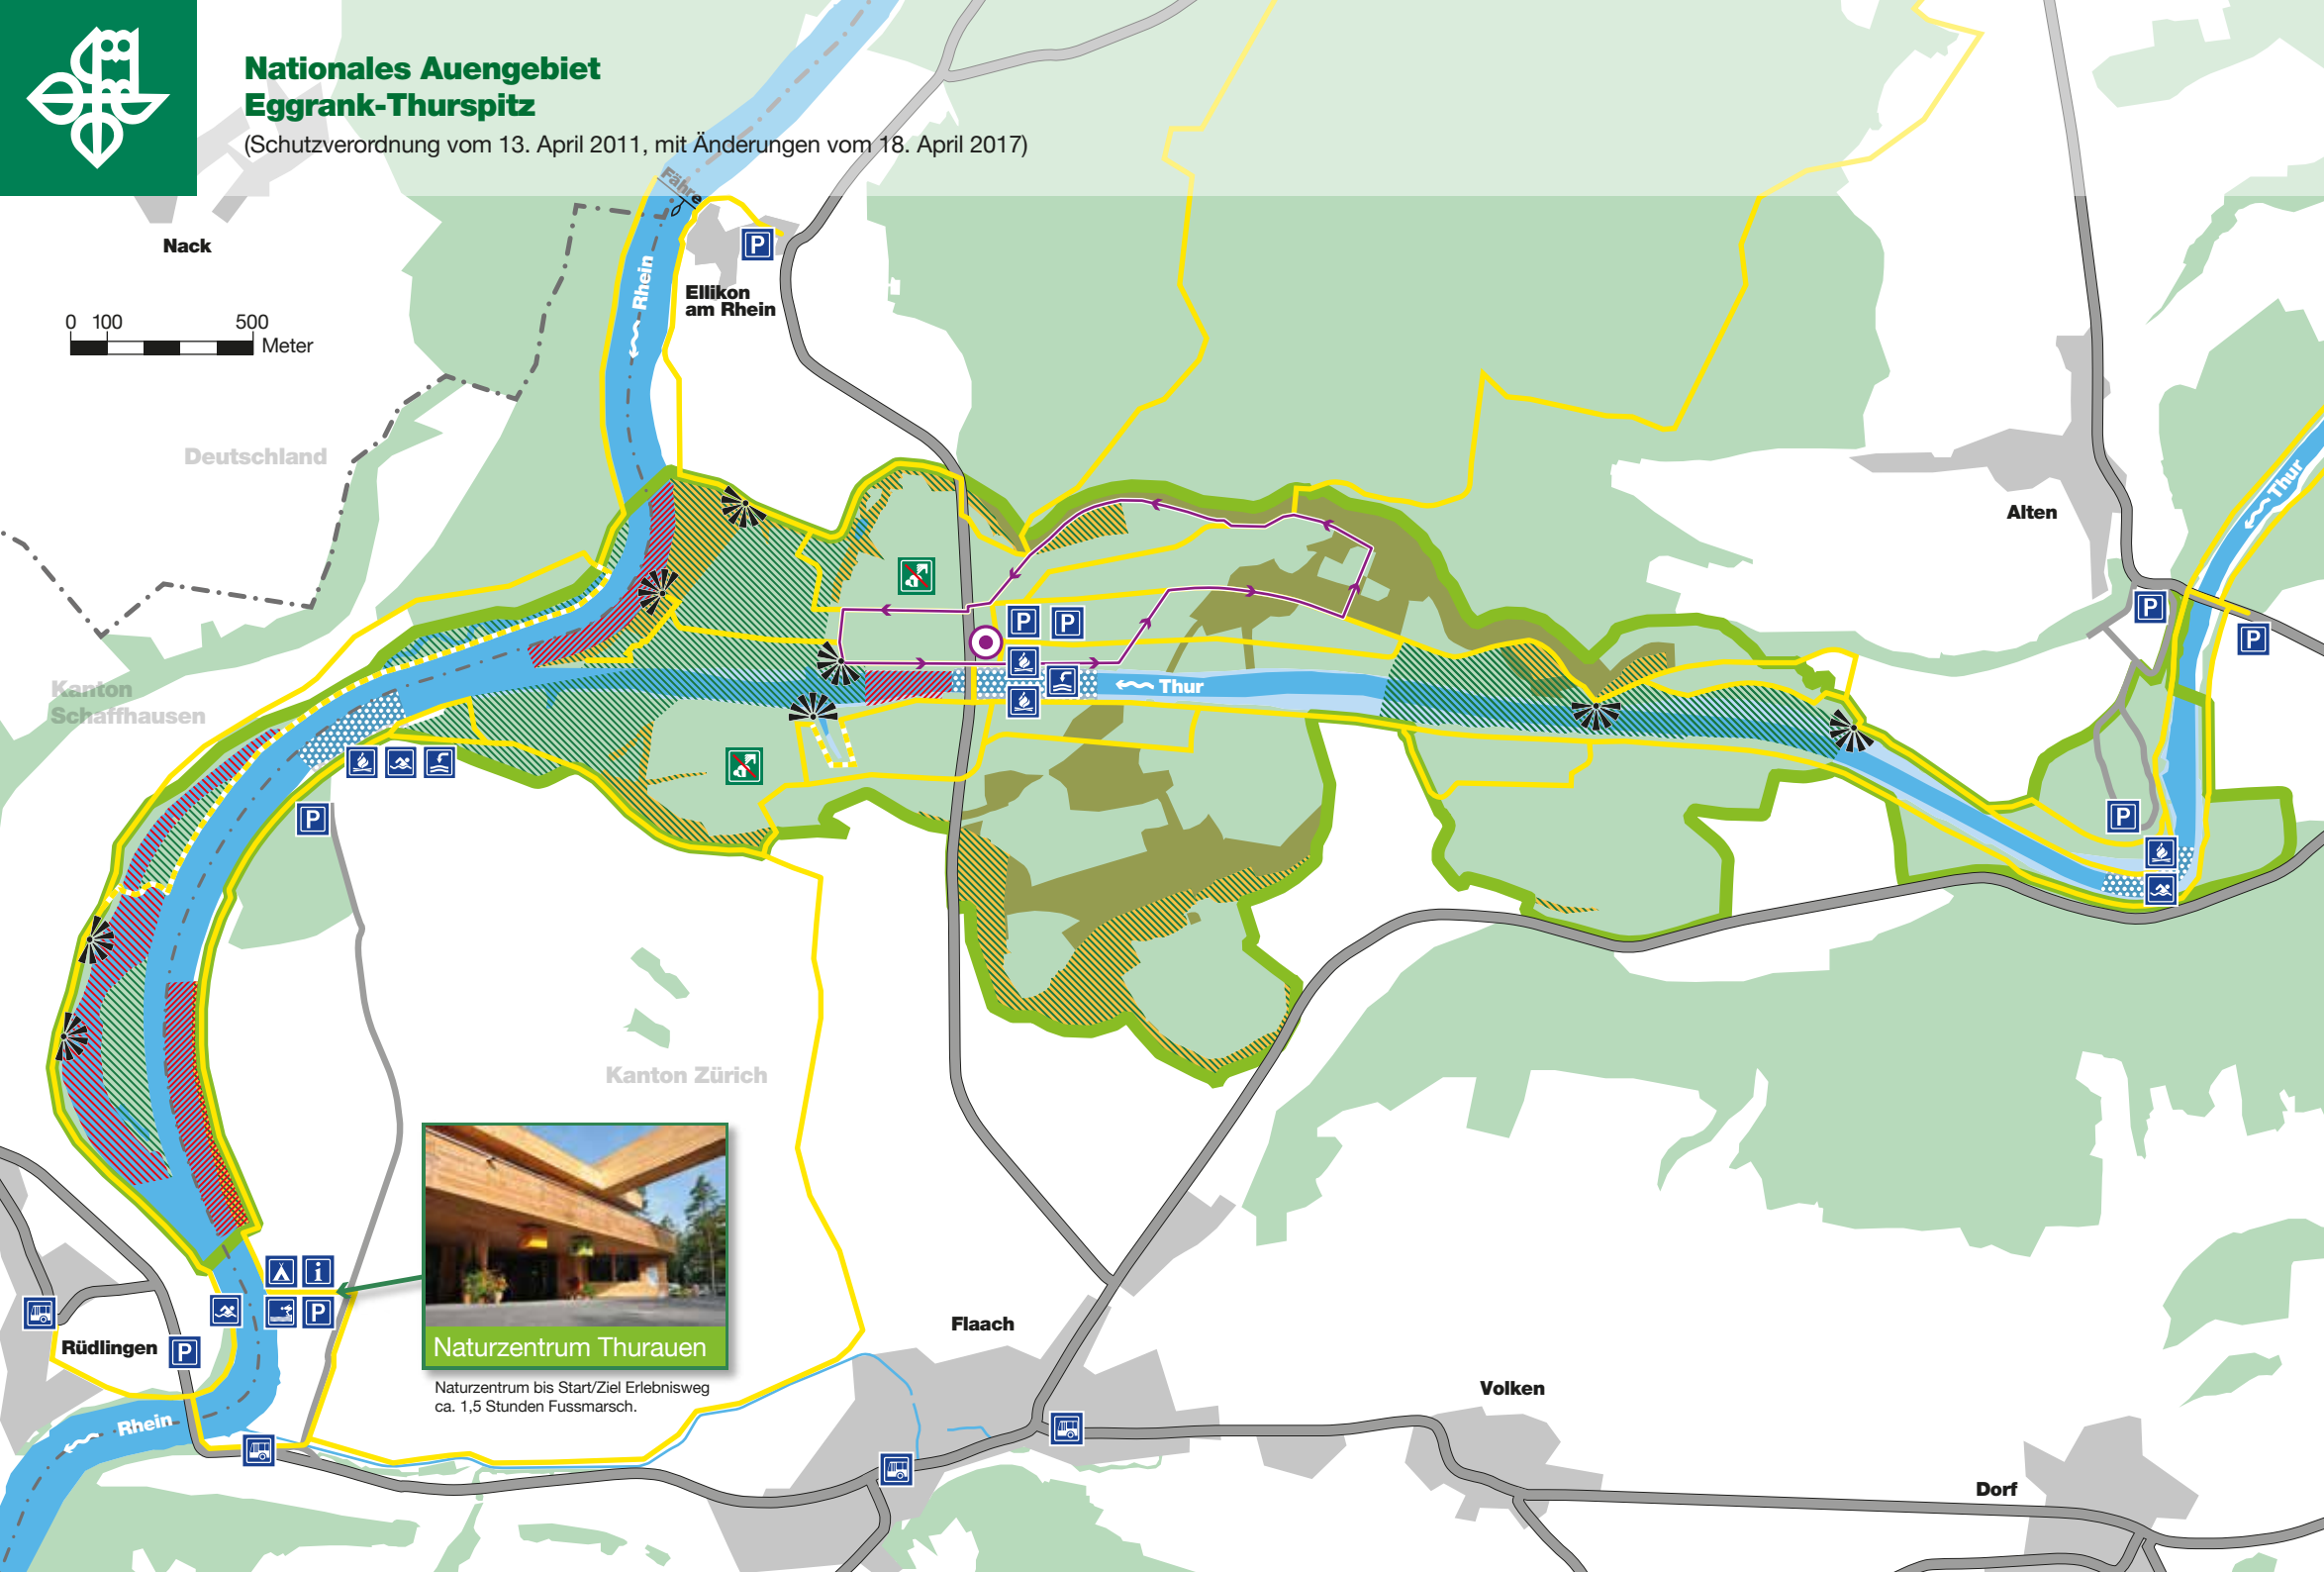 Nationales Auengebiet
Eggrank-Thurspitz
(Schutzverordnung vom 13. April 2011, mit Änderungen vom 18. April 2017)
Fähre
Nack
P
Rhein
Ellikon
am Rhein
0 100 500
Meter
Deutschland
Thur
Alten
P
P
P
P
Kanton
Schaffhausen
Thur
P
P
Kanton Zürich
i
P
Naturzentrum Thurauen
Naturzentrum bis Start/Ziel Erlebnisweg
ca. 1,5 Stunden Fussmarsch.
Flaach
Rüdlingen
P
Volken
Rhein
Dorf